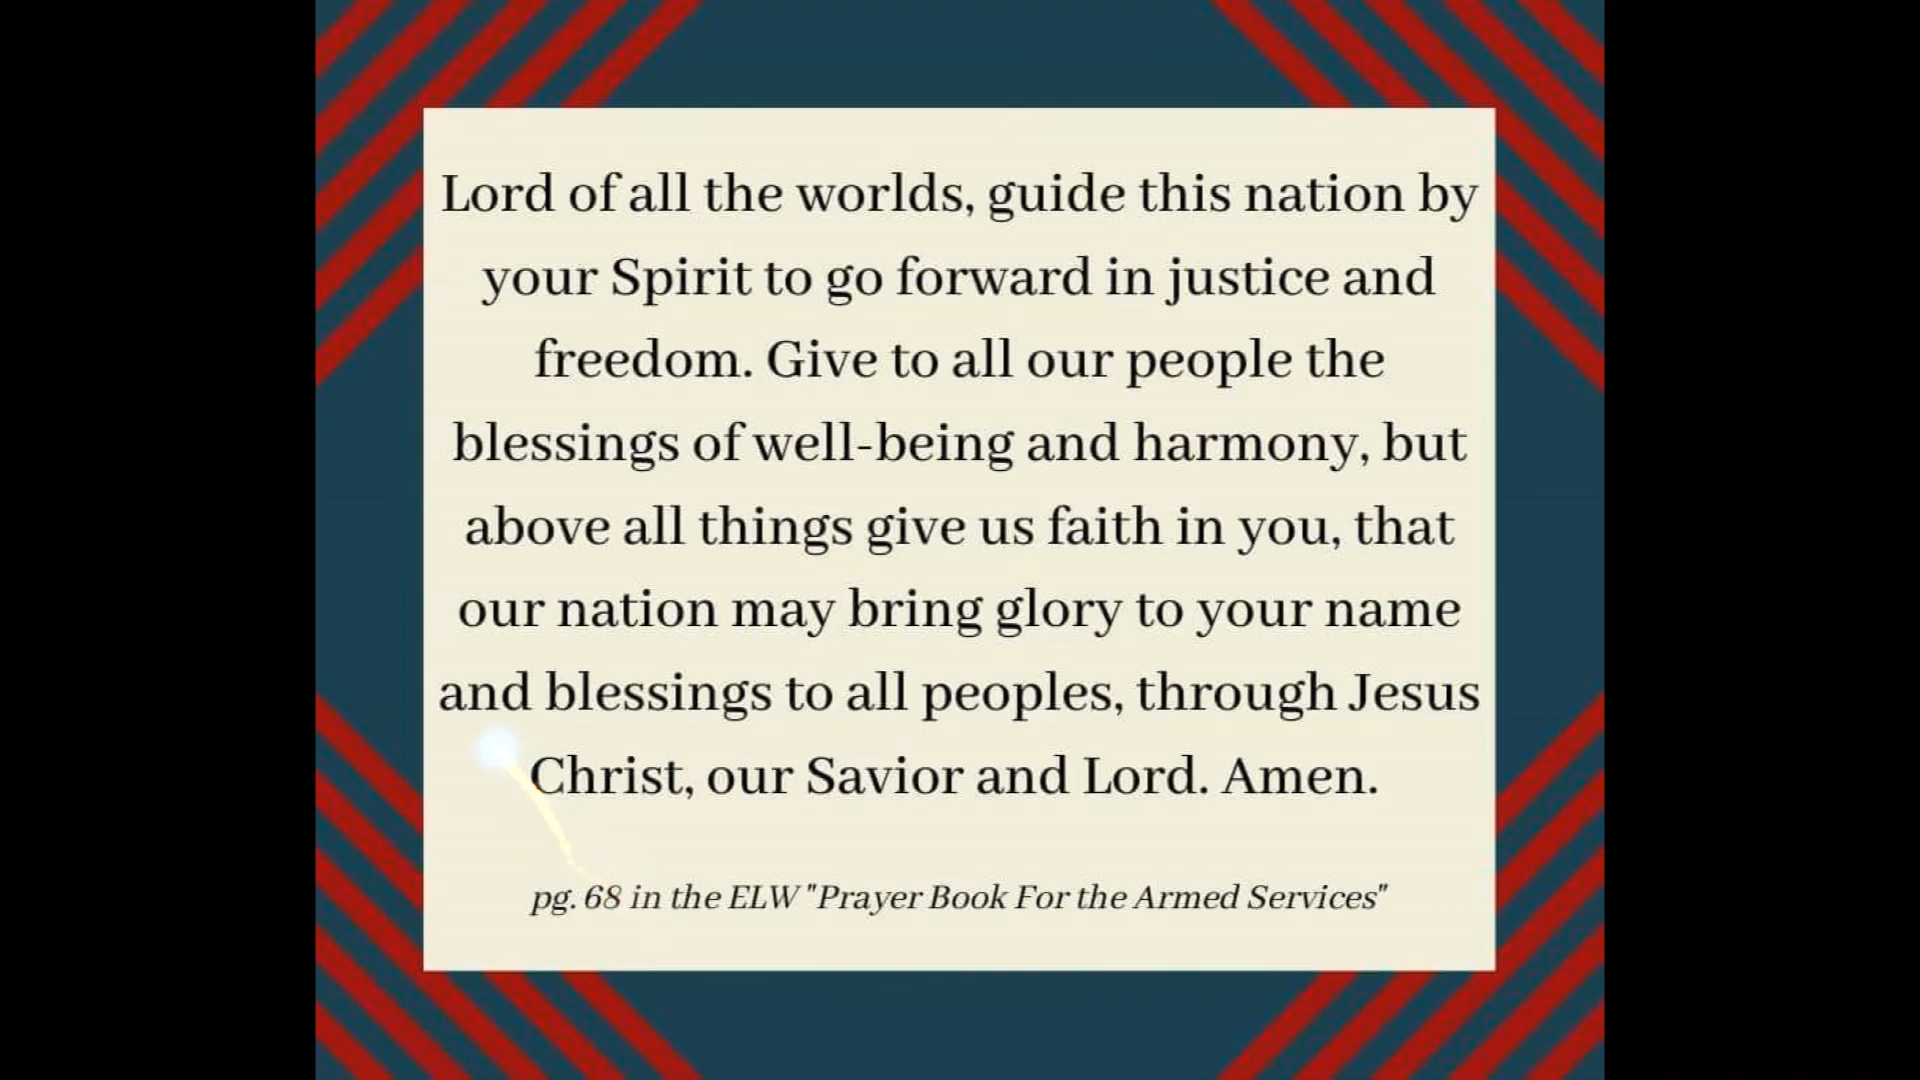 Lord of all the worlds, guide this nation by
your Spirit to go forward in justice and
freedom. Give to all our people the
blessings of well-being and harmony, but
above all things give us faith in you, that
our nation may bring glory to your name
and blessings to all peoples, through Jesus
Christ, our Savior and Lord. Amen.
pg. 68 in the ELW "Prayer Book For the Armed Services"